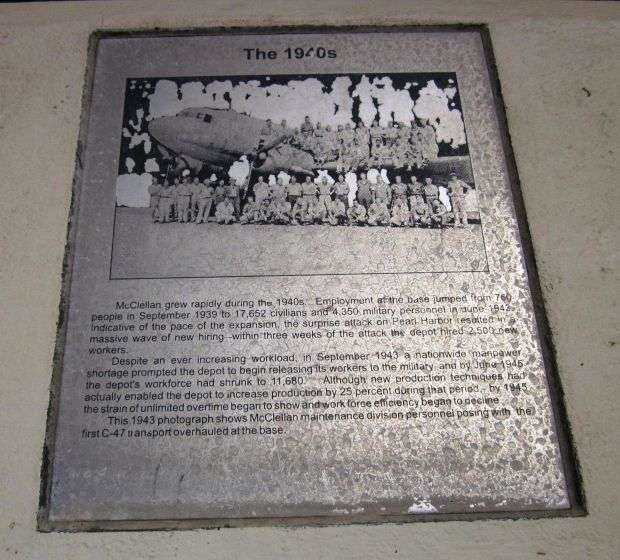 The 1940s
McClellan grew rapidly during the 1940s. Employment at the base jumped from 760
people in September 1939 to 17,652 civilians and 4,350 military personnel in June 1942.
Indicative of the pace of the expansion, the surprise attack on Pearl Harbor resulted in a
massive wave of new hiring within three weeks of the attack the depot hired 2,500 new
workers.
Despite an ever increasing workload, in September 1943 a nationwide manpower
shortage prompted the depot to begin releasing its workers to the military, and by June 1945
the depot's workforce had shrunk to 11,680. Although new production techniques had
actually enabled the depot to increase production by 25 percent during that period, by 1945
the strain of unlimited overtime began to show and work force efficiency began to decline.
This 1943 photograph shows McClellan maintenance division personnel posing with the
first C-47 transport overhauled at the base.